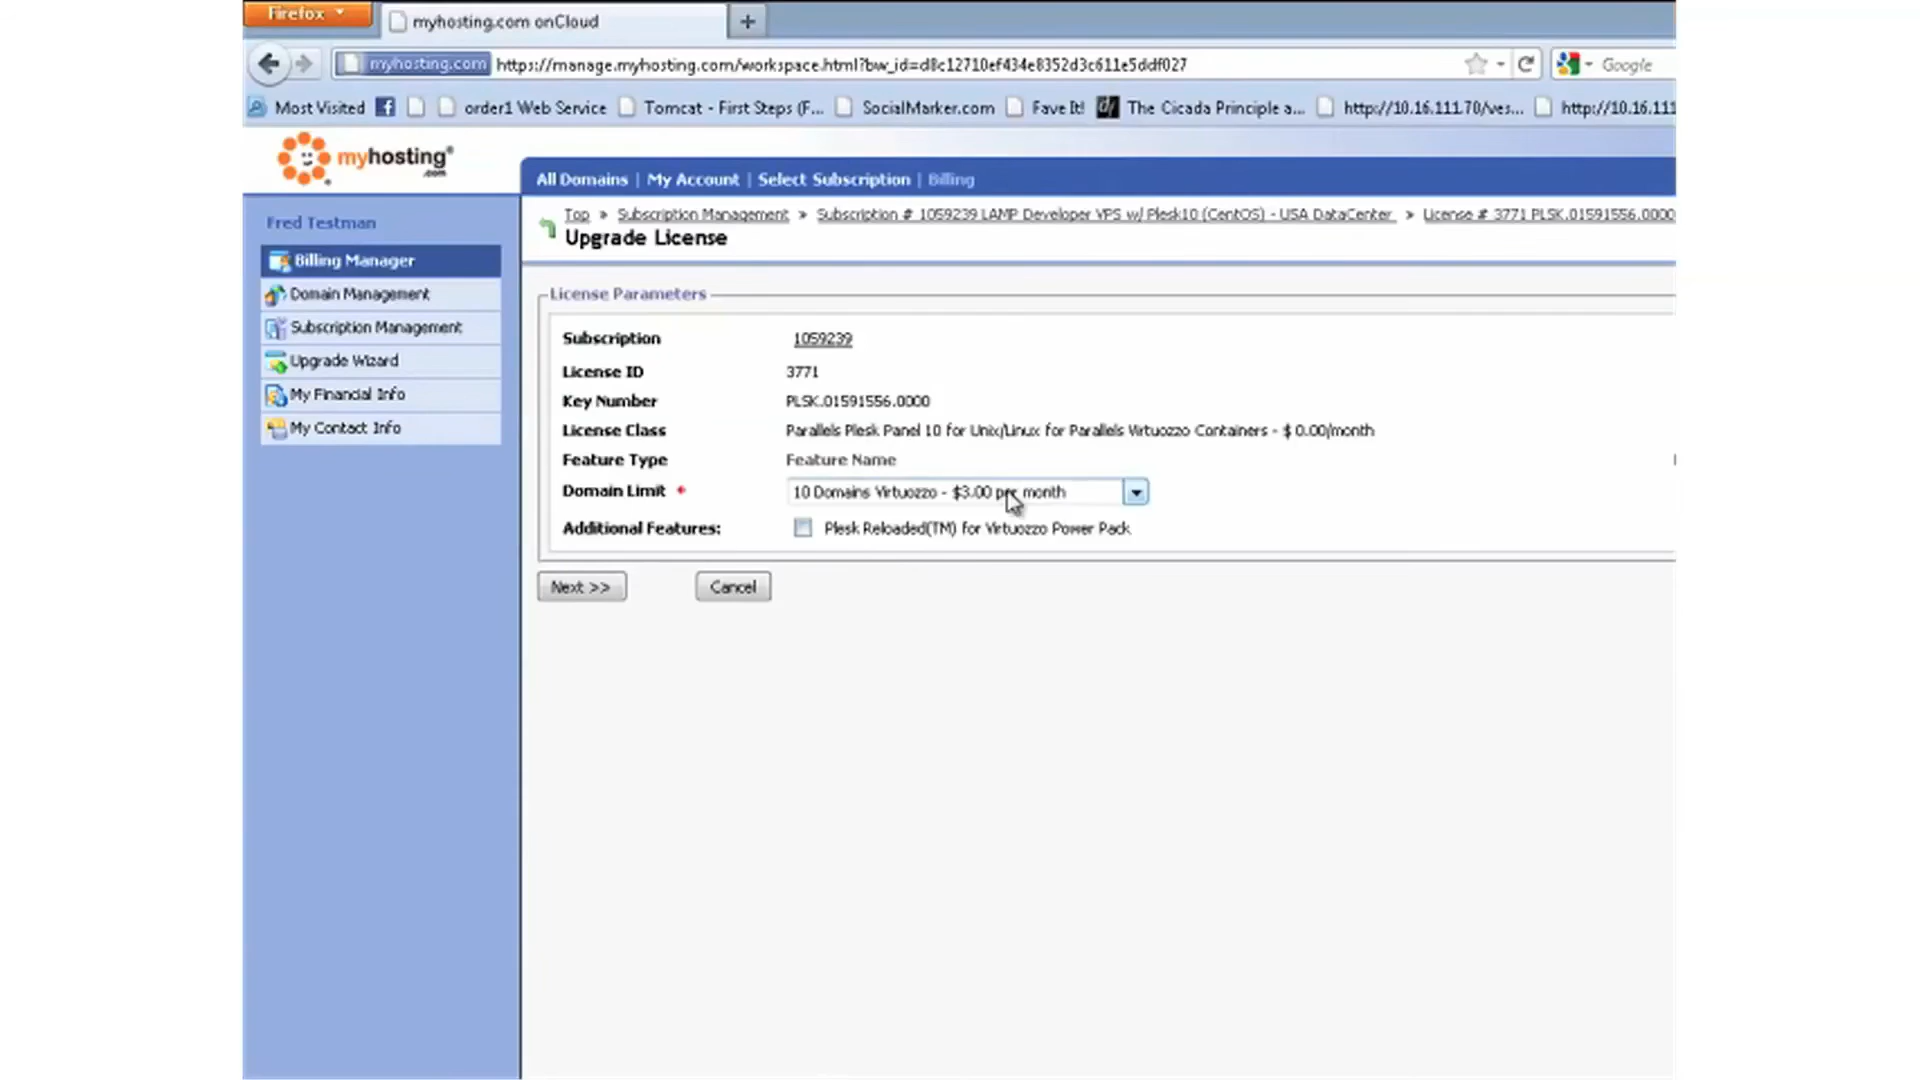 Firefox
myhosting.com onCloud
myhosting.com https://manage.myhosting.com/workspace.html?bw_id=d8c12710ef434e8352d3c611e5ddf027
Google
Most Visited
order1 Web Service
Tomcat - First Steps (F...
SocialMarker.com
Fave It!
The Cicada Principle a...
http://10.16.111.70/ves...
http://10.16.111
myhosting.com
All Domains | My Account | Select Subscription | Billing
Fred Testman
Billing Manager
Domain Management
Subscription Management
Upgrade Wizard
My Financial Info
My Contact Info
Top » Subscription Management » Subscription # 1059239 LAMP Developer VPS w/ Plesk10 (CentOS) - USA DataCenter » License # 3771 PLSK.01591556.0000
Upgrade License
License Parameters
Subscription 1059239
License ID 3771
Key Number PLSK.01591556.0000
License Class Parallels Plesk Panel 10 for Unix/Linux for Parallels Virtuozzo Containers - $ 0.00/month
Feature Type Feature Name
Domain Limit * 10 Domains Virtuozzo - $3.00 per month
Additional Features: Plesk Reloaded(TM) for Virtuozzo Power Pack
Next >> Cancel